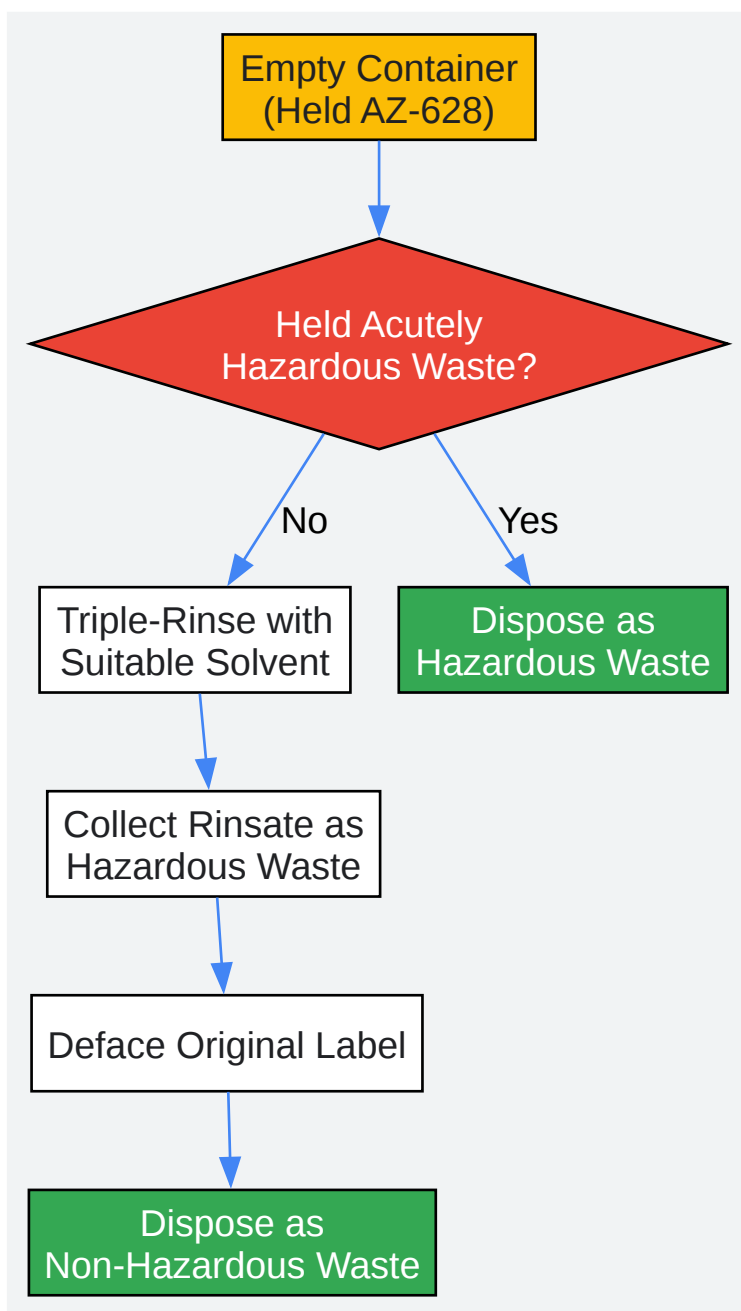 Empty Container
(Held AZ-628)
Held Acutely
Hazardous Waste?
No
Yes
Triple-Rinse with
Suitable Solvent
Dispose as
Hazardous Waste
Collect Rinsate as
Hazardous Waste
Deface Original Label
Dispose as
Non-Hazardous Waste